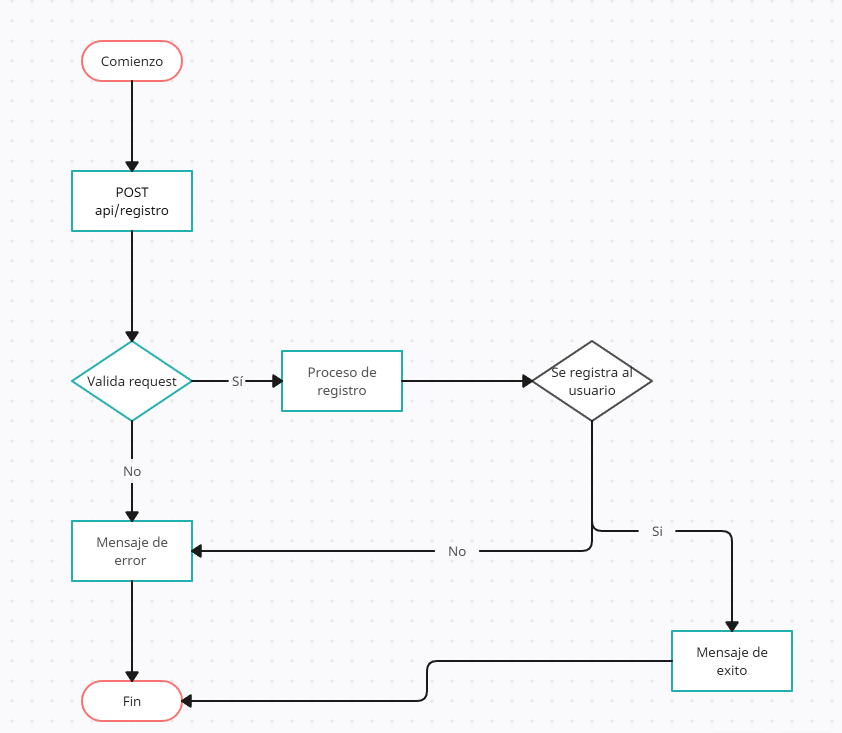 Comienzo
POST
api/registro
Valida request
Sí
Proceso de
registro
Se registra al
usuario
No
Mensaje de
error
No
Si
Mensaje de
exito
Fin